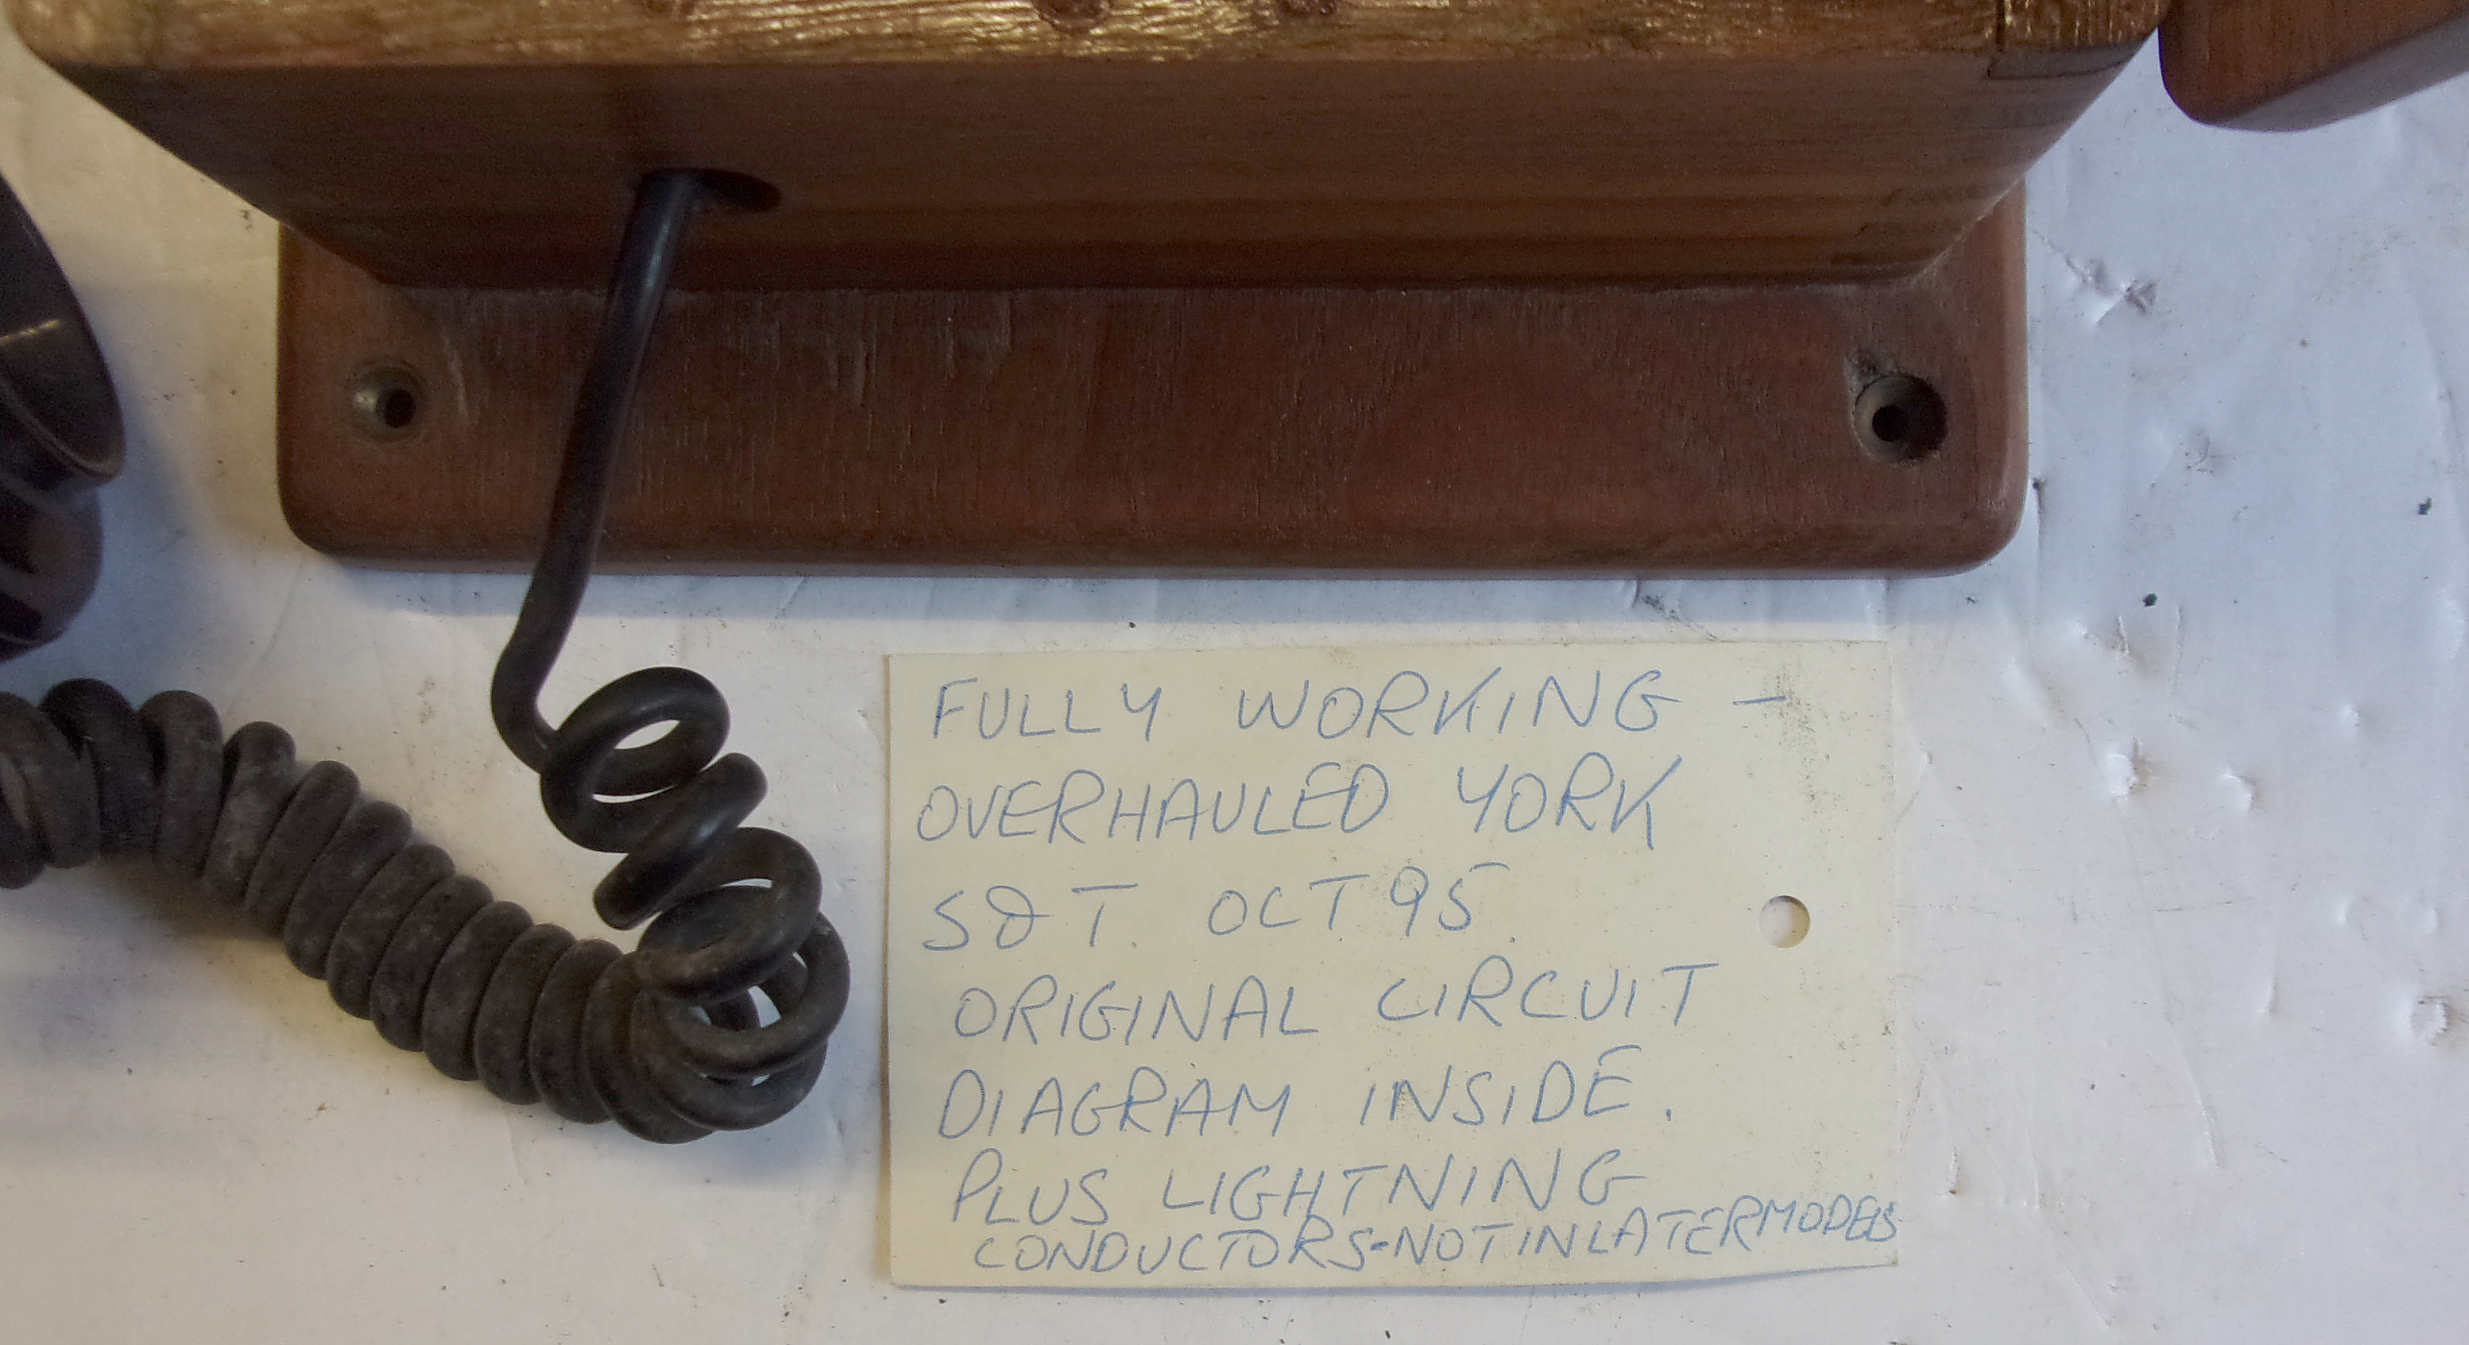 FULLY WORKING -
OVERHAULED YORK
S&T. OCT 95.
ORIGINAL CIRCUIT
DIAGRAM INSIDE.
PLUS LIGHTNING
CONDUCTORS-NOT IN LATER MODELS